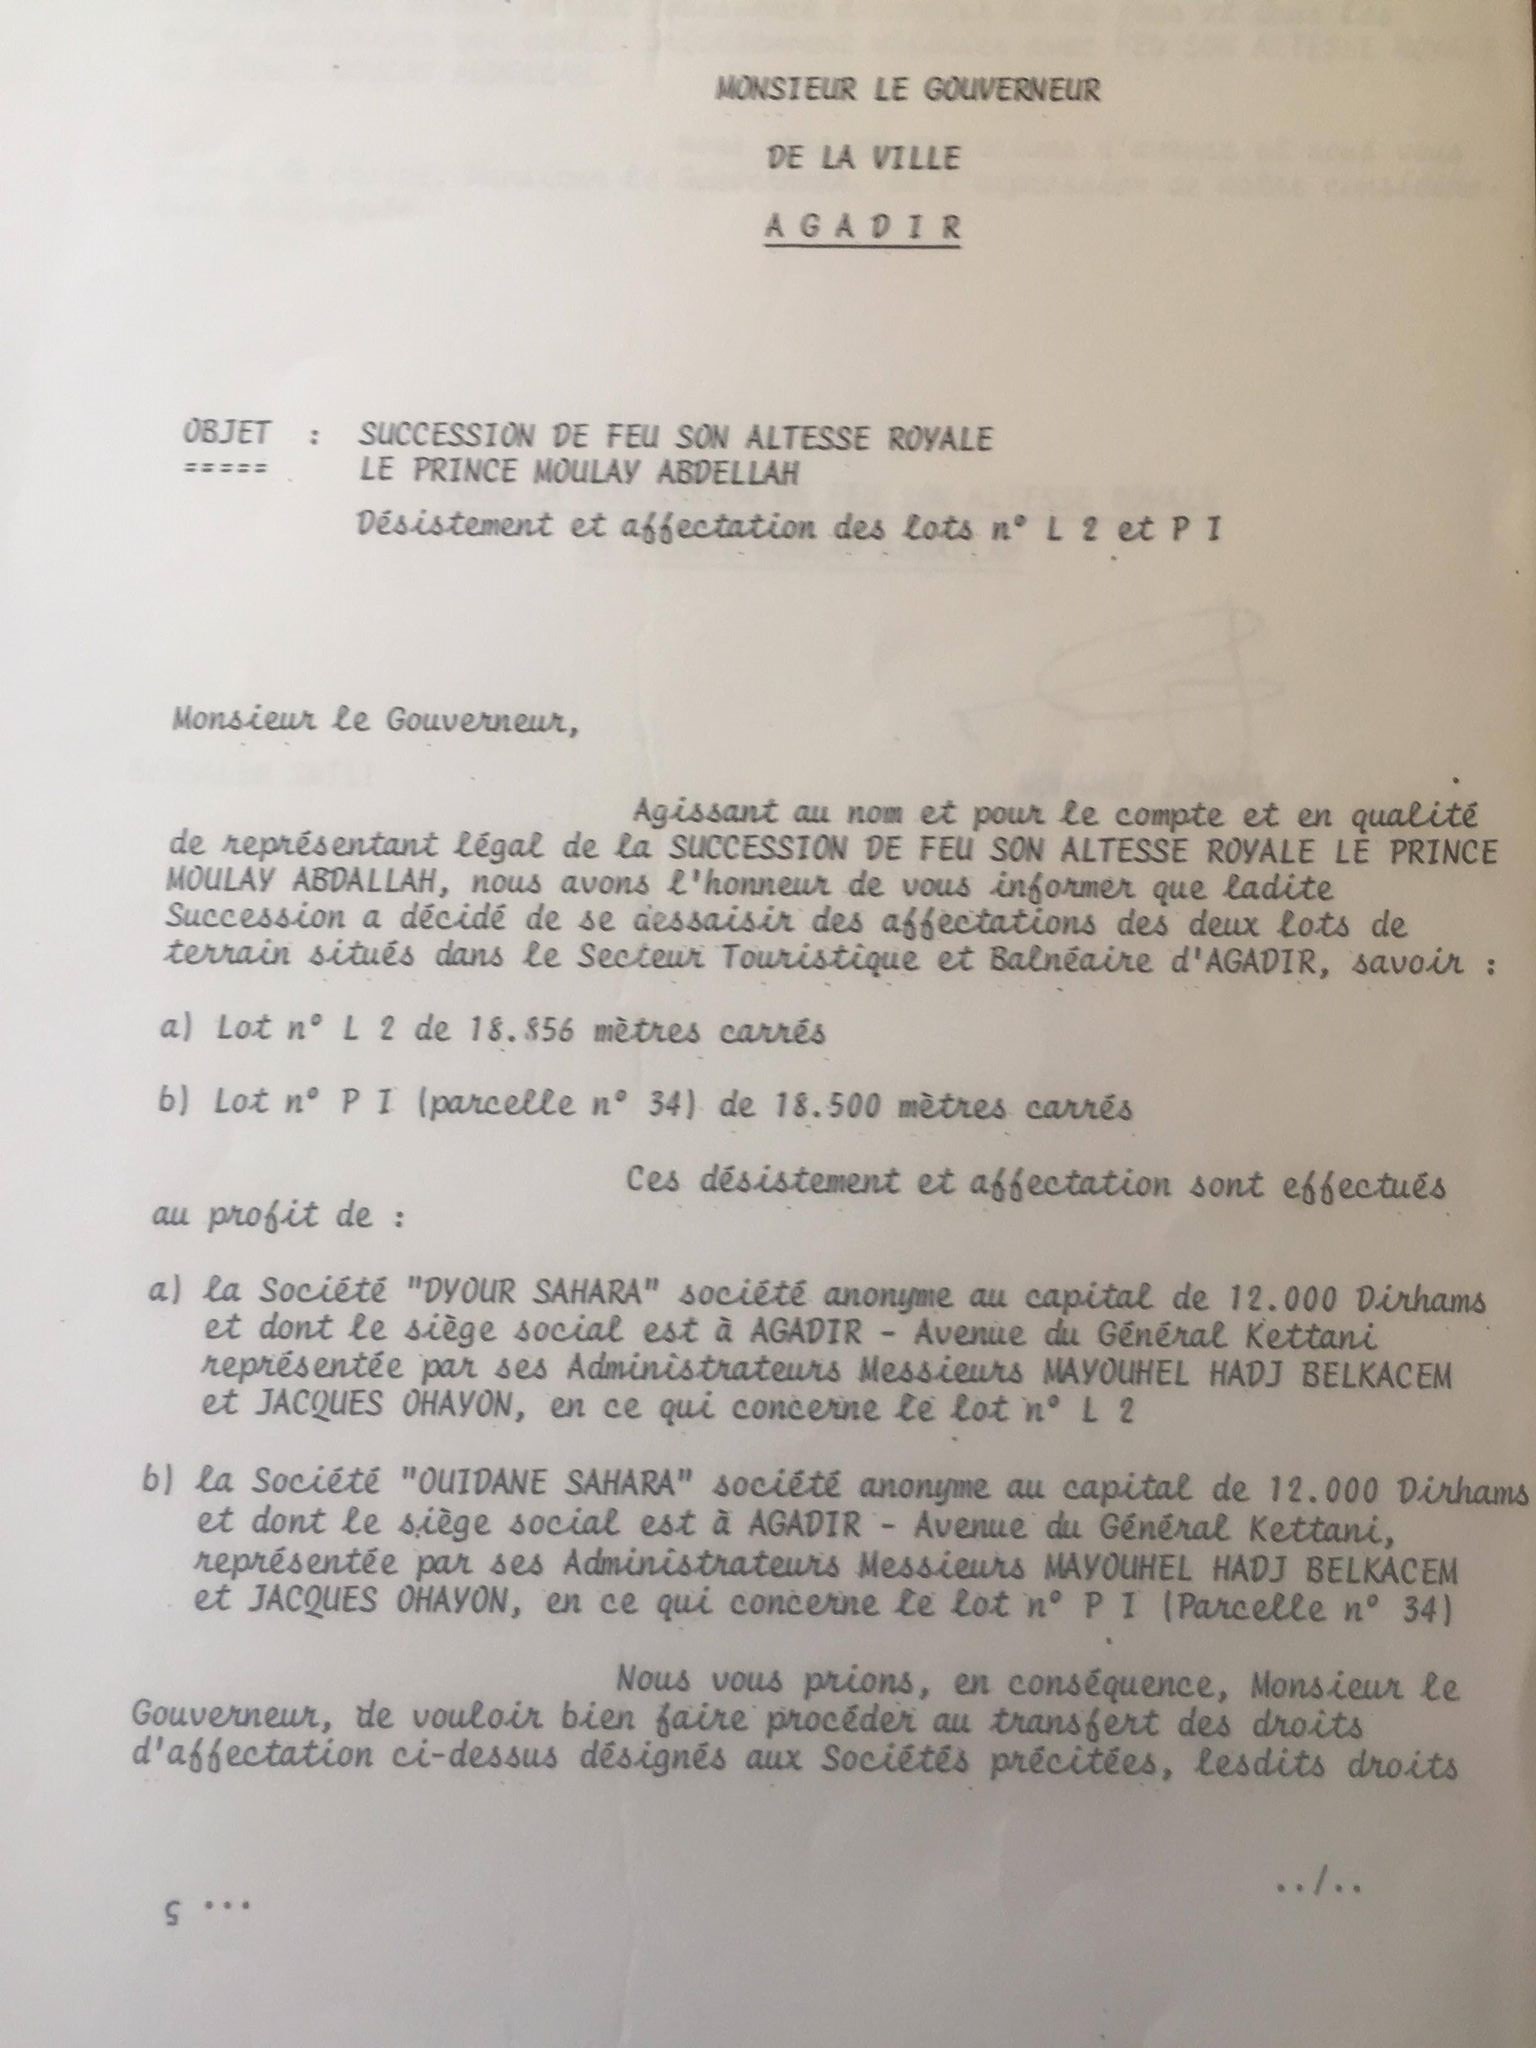 MONSIEUR LE GOUVERNEUR
DE LA VILLE
A G A D I R
OBJET : SUCCESSION DE FEU SON ALTESSE ROYALE
===== LE PRINCE MOULAY ABDELLAH
Désistement et affectation des lots n° L 2 et P I
Monsieur le Gouverneur,
Agissant au nom et pour le compte et en qualité
de représentant légal de la SUCCESSION DE FEU SON ALTESSE ROYALE LE PRINCE
MOULAY ABDALLAH, nous avons l'honneur de vous informer que ladite
Succession a décidé de se dessaisir des affectations des deux lots de
terrain situés dans le Secteur Touristique et Balnéaire d'AGADIR, savoir :
a) Lot n° L 2 de 18.856 mètres carrés
b) Lot n° P I (parcelle n° 34) de 18.500 mètres carrés
Ces désistement et affectation sont effectués
au profit de :
a) la Société "DYOUR SAHARA" société anonyme au capital de 12.000 Dirhams
et dont le siège social est à AGADIR - Avenue du Général Kettani
représentée par ses Administrateurs Messieurs MAYOUHEL HADJ BELKACEM
et JACQUES OHAYON, en ce qui concerne le lot n° L 2
b) la Société "OUIDANE SAHARA" société anonyme au capital de 12.000 Dirhams
et dont le siège social est à AGADIR - Avenue du Général Kettani,
représentée par ses Administrateurs Messieurs MAYOUHEL HADJ BELKACEM
et JACQUES OHAYON, en ce qui concerne le lot n° P I (Parcelle n° 34)
Nous vous prions, en conséquence, Monsieur le
Gouverneur, de vouloir bien faire procéder au transfert des droits
d'affectation ci-dessus désignés aux Sociétés précitées, lesdits droits
../..
5 ...